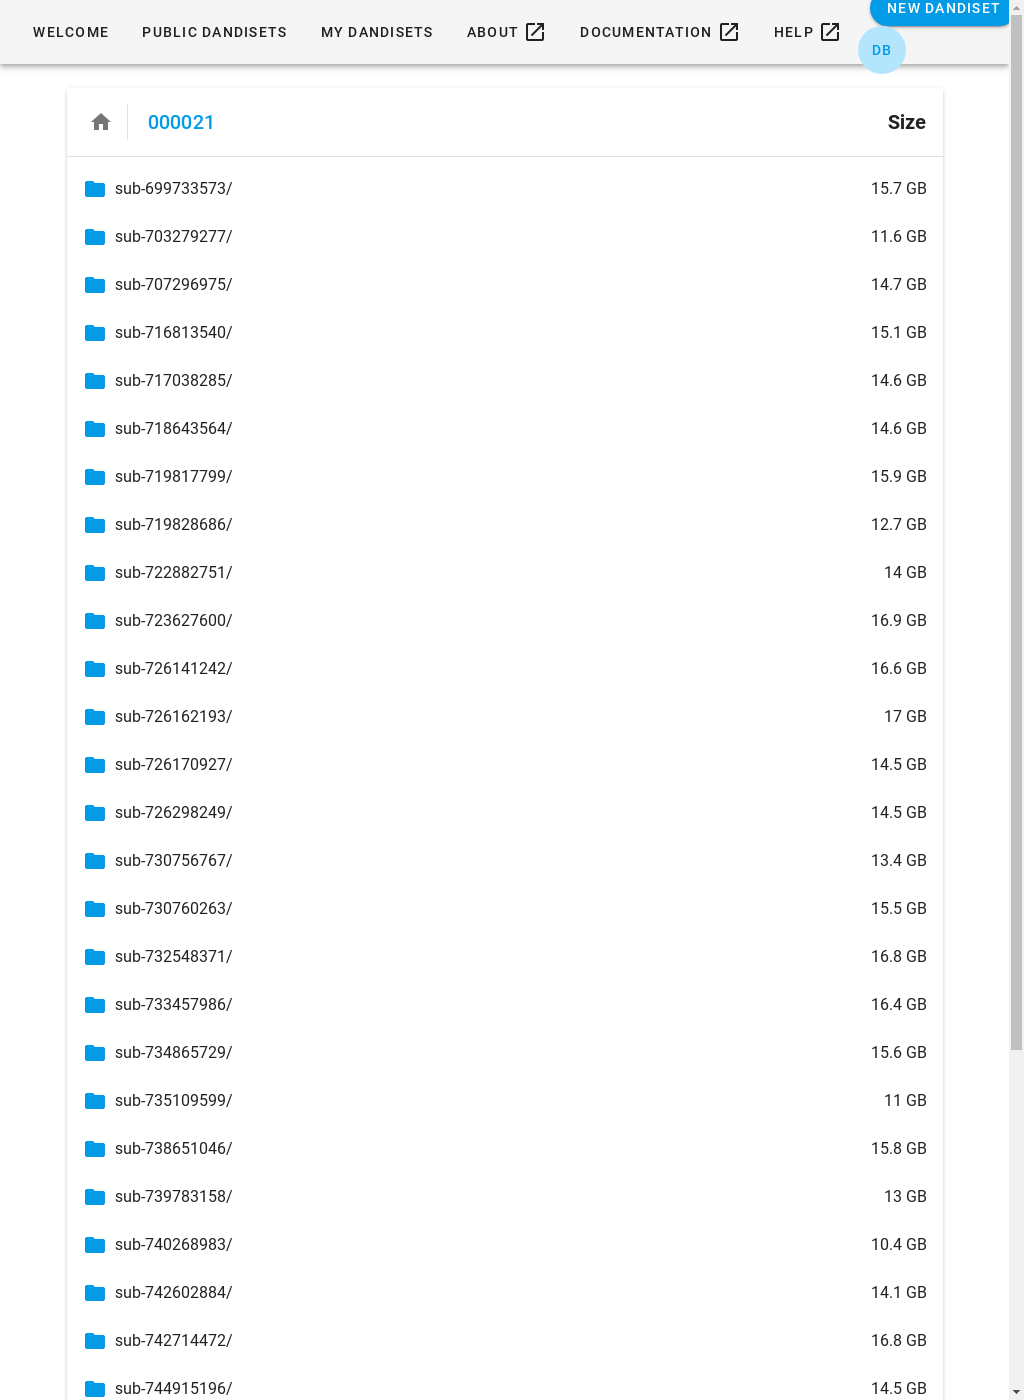 WELCOME PUBLIC DANDISETS MY DANDISETS ABOUT DOCUMENTATION HELP NEW DANDISET
DB
000021 Size
sub-699733573/ 15.7 GB
sub-703279277/ 11.6 GB
sub-707296975/ 14.7 GB
sub-716813540/ 15.1 GB
sub-717038285/ 14.6 GB
sub-718643564/ 14.6 GB
sub-719817799/ 15.9 GB
sub-719828686/ 12.7 GB
sub-722882751/ 14 GB
sub-723627600/ 16.9 GB
sub-726141242/ 16.6 GB
sub-726162193/ 17 GB
sub-726170927/ 14.5 GB
sub-726298249/ 14.5 GB
sub-730756767/ 13.4 GB
sub-730760263/ 15.5 GB
sub-732548371/ 16.8 GB
sub-733457986/ 16.4 GB
sub-734865729/ 15.6 GB
sub-735109599/ 11 GB
sub-738651046/ 15.8 GB
sub-739783158/ 13 GB
sub-740268983/ 10.4 GB
sub-742602884/ 14.1 GB
sub-742714472/ 16.8 GB
sub-744915196/ 14.5 GB